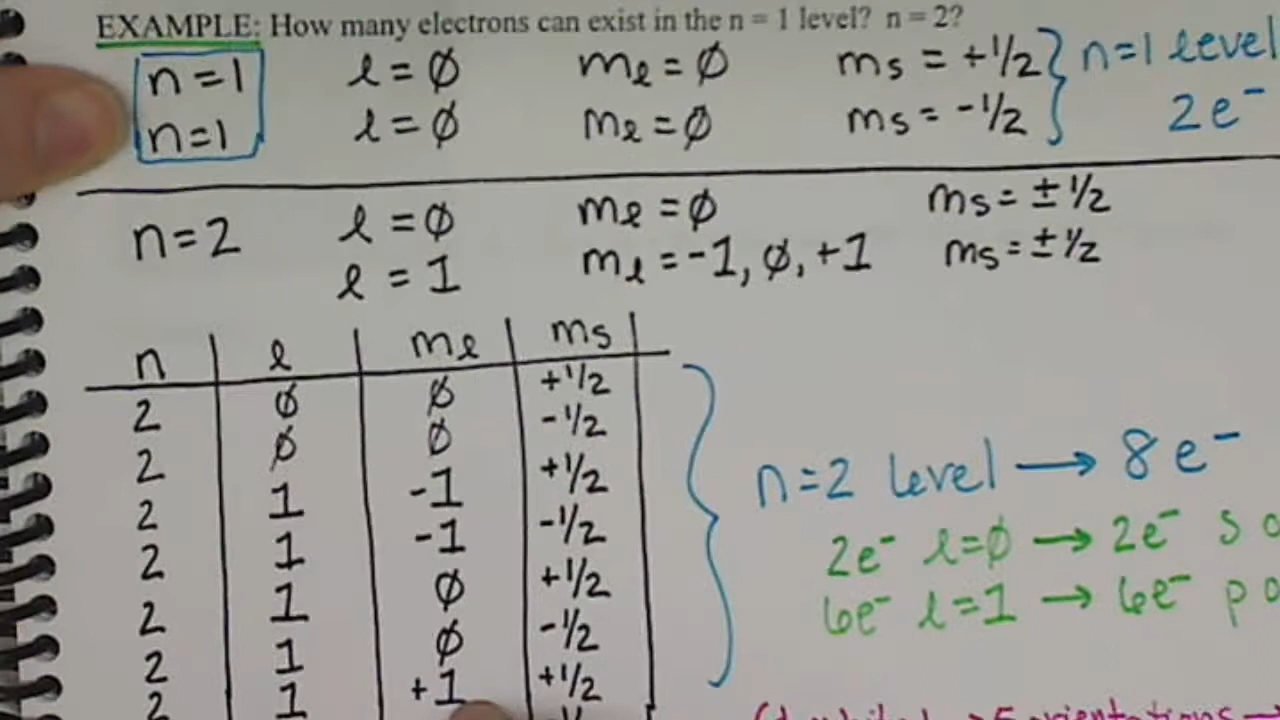 EXAMPLE: How many electrons can exist in the n = 1 level? n = 2?
n=1 l=∅ ml=∅ ms=+1/2 } n=1 level
n=1 l=∅ ml=∅ ms=-1/2 2e⁻
n=2 l=∅ ml=∅ ms=±1/2
l=1 ml=-1, ∅, +1 ms=±1/2
n l ml ms
2 ∅ ∅ +1/2
2 ∅ ∅ -1/2
2 1 -1 +1/2
2 1 -1 -1/2
2 1 ∅ +1/2
2 1 ∅ -1/2
2 1 +1 +1/2
n=2 level → 8e⁻
2e⁻ l=∅ → 2e⁻ s
6e⁻ l=1 → 6e⁻ p